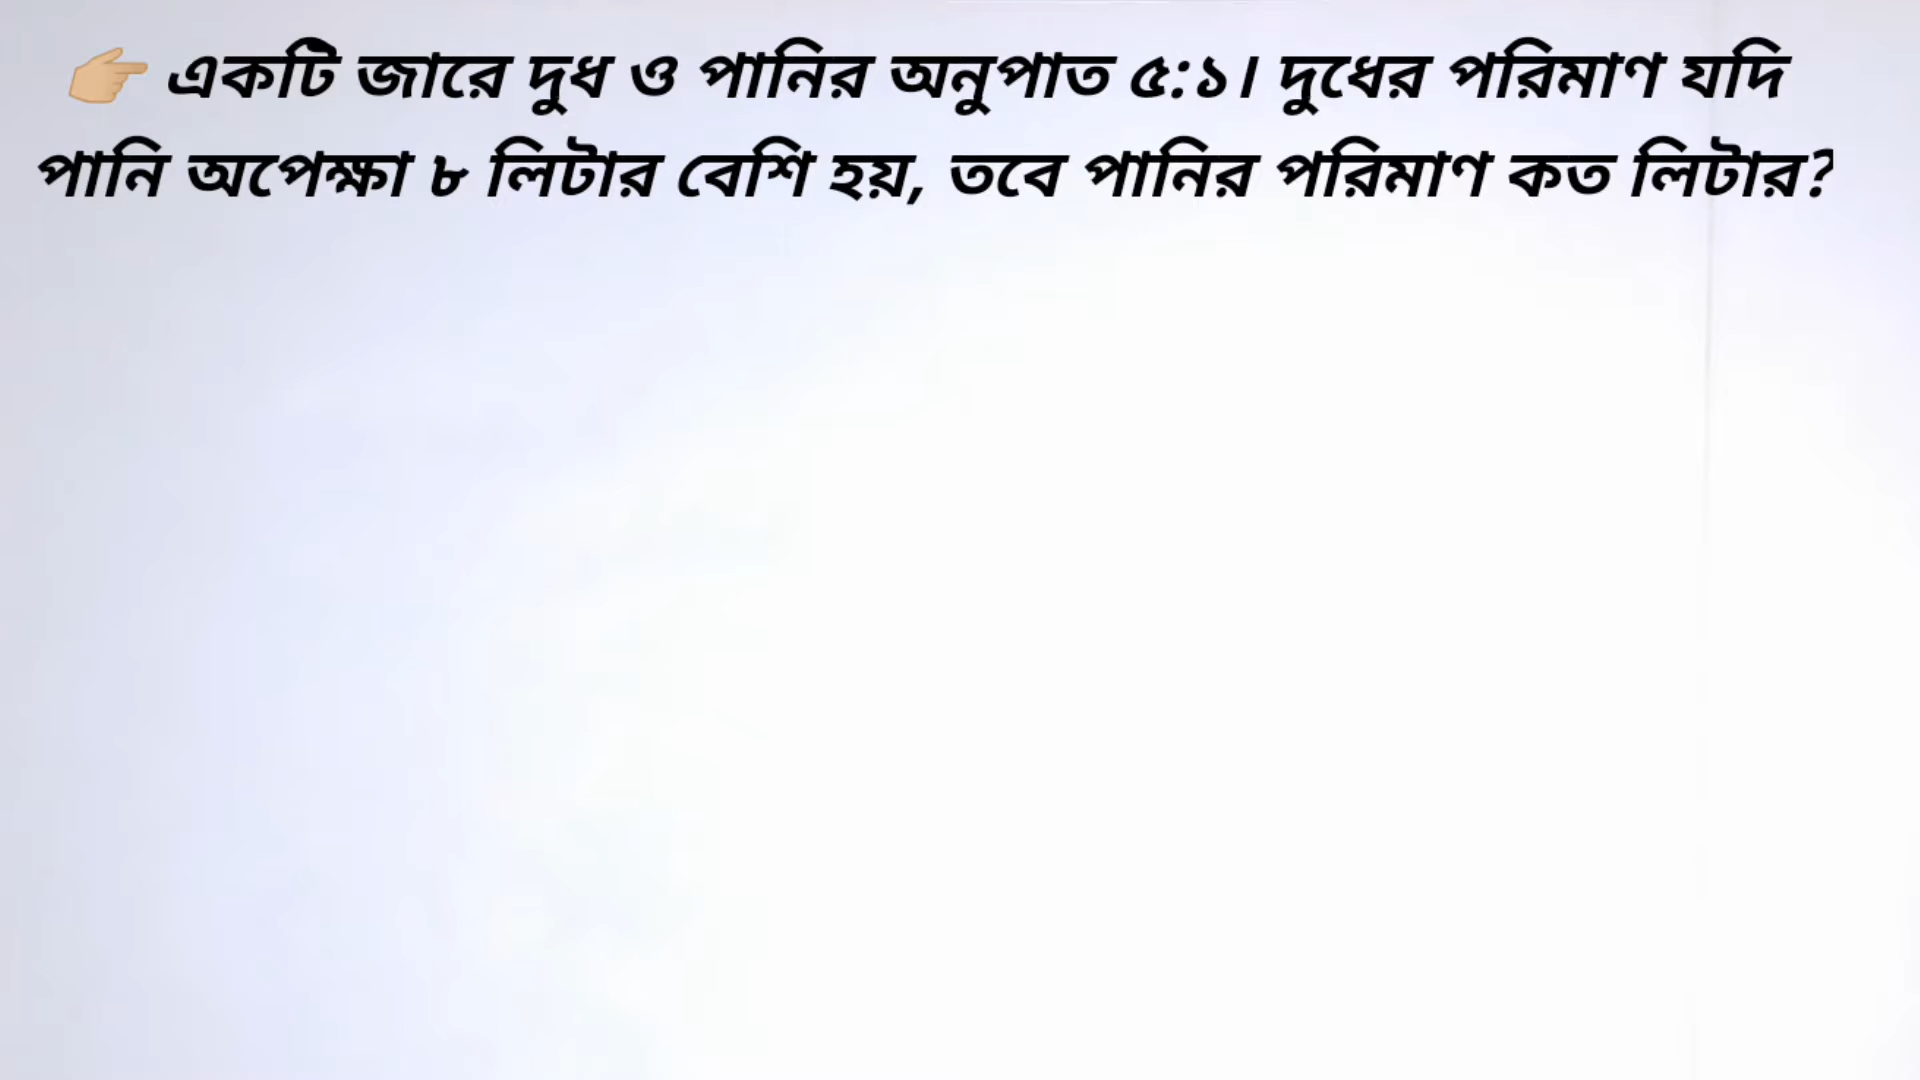 👉🏼 একটি জারে দুধ ও পানির অনুপাত ৫:১। দুধের পরিমাণ যদি
পানি অপেক্ষা ৮ লিটার বেশি হয়, তবে পানির পরিমাণ কত লিটার?